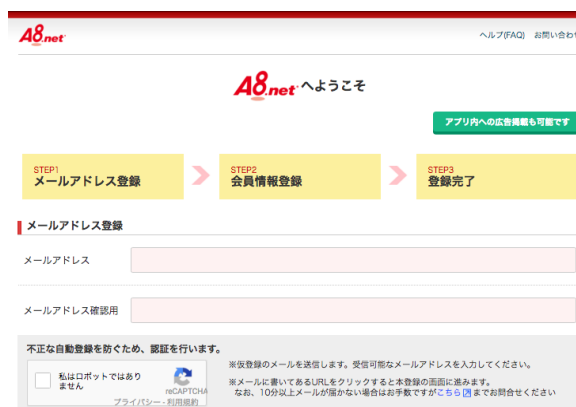 A8.net
ヘルプ(FAQ) お問い合わせ
A8.net へようこそ
アプリ内への広告掲載も可能です
STEP1
メールアドレス登録
STEP2
会員情報登録
STEP3
登録完了
メールアドレス登録
メールアドレス
メールアドレス確認用
不正な自動登録を防ぐため、認証を行います。
私はロボットではあり
ません
reCAPTCHA
プライバシー - 利用規約
※仮登録のメールを送信します。受信可能なメールアドレスを入力してください。
※メールに書いてあるURLをクリックすると本登録の画面に進みます。
なお、10分以上メールが届かない場合はお手数ですがこちらまでお問合せください